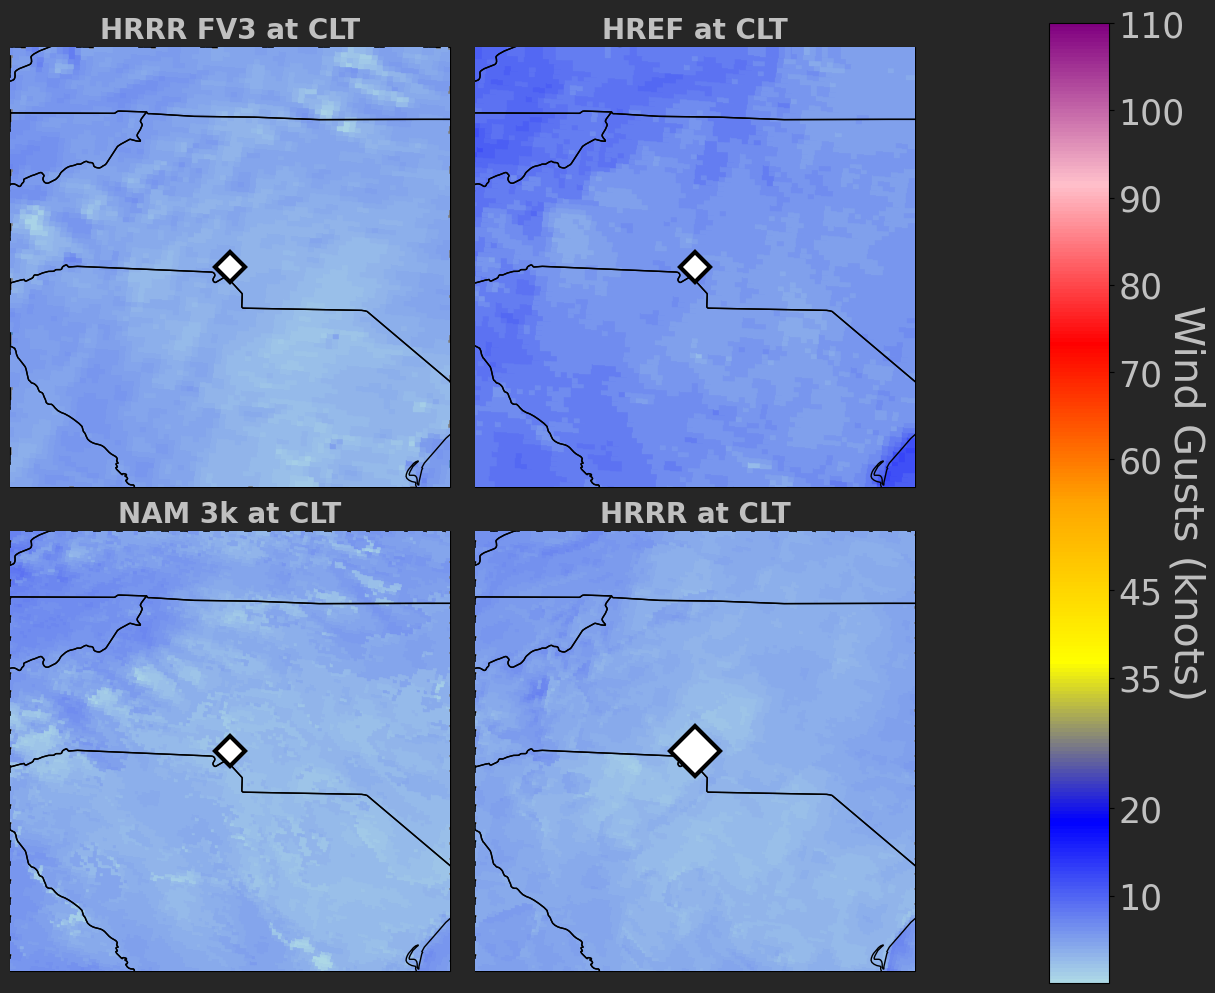 HRRR FV3 at CLT
HREF at CLT
NAM 3k at CLT
HRRR at CLT
110
100
90
80
70
60
45
35
20
10
Wind Gusts (knots)